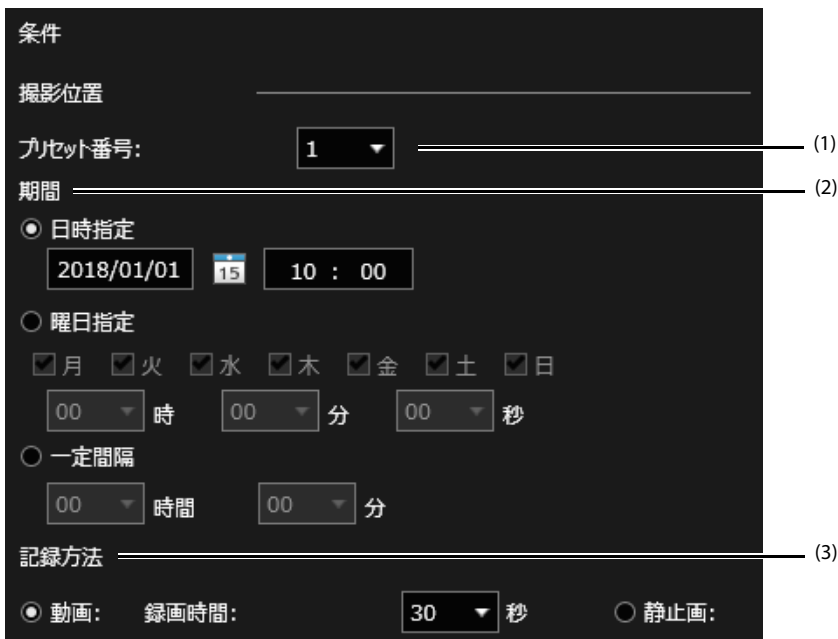 条件
撮影位置
プリセット番号: 1 (1)
期間 (2)
日時指定
2018/01/01 15 10 : 00
曜日指定
月 火 水 木 金 土 日
00 時 00 分 00 秒
一定間隔
00 時間 00 分
記録方法 (3)
動画: 録画時間: 30 秒 静止画: